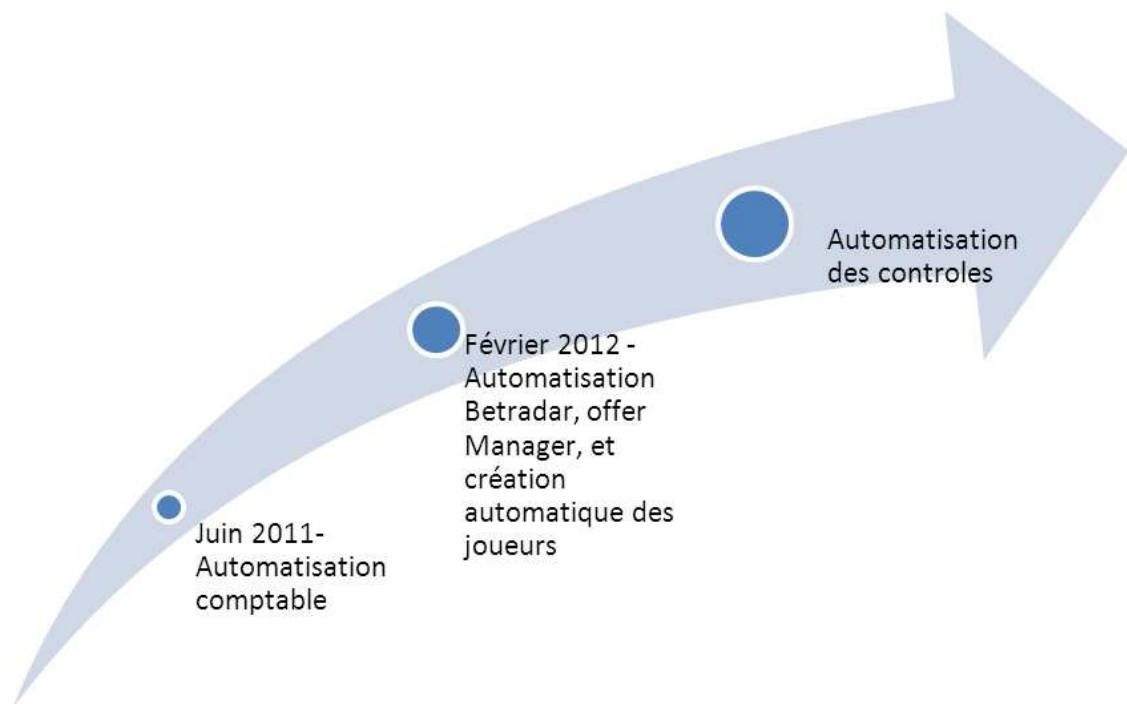 Juin 2011-
Automatisation
comptable
Février 2012 -
Automatisation
Betradar, offer
Manager, et
création
automatique des
joueurs
Automatisation
des controles